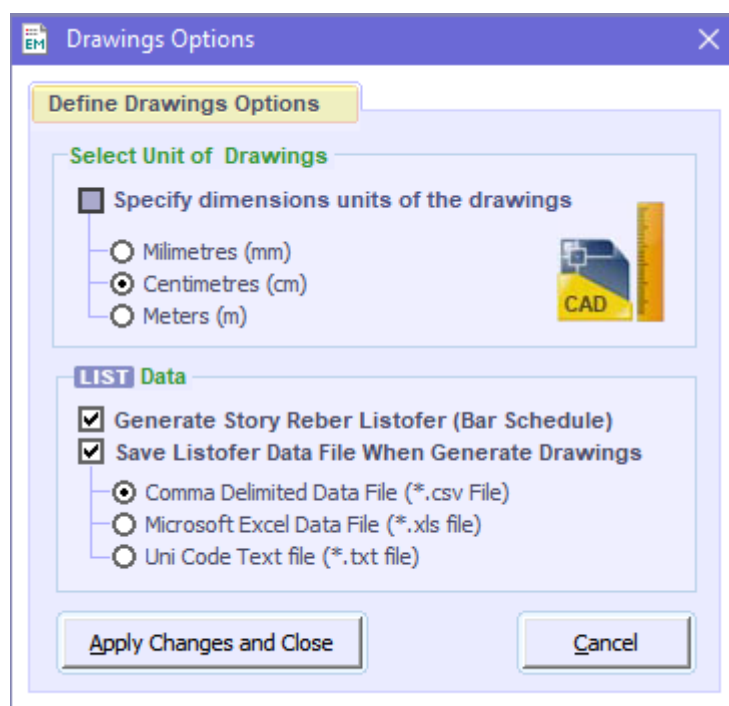 EM Drawings Options
Define Drawings Options
Select Unit of Drawings
Specify dimensions units of the drawings
Milimetres (mm)
Centimetres (cm)
Meters (m)
CAD
LIST Data
Generate Story Reber Listofer (Bar Schedule)
Save Listofer Data File When Generate Drawings
Comma Delimited Data File (*.csv File)
Microsoft Excel Data File (*.xls file)
Uni Code Text file (*.txt file)
Apply Changes and Close
Cancel